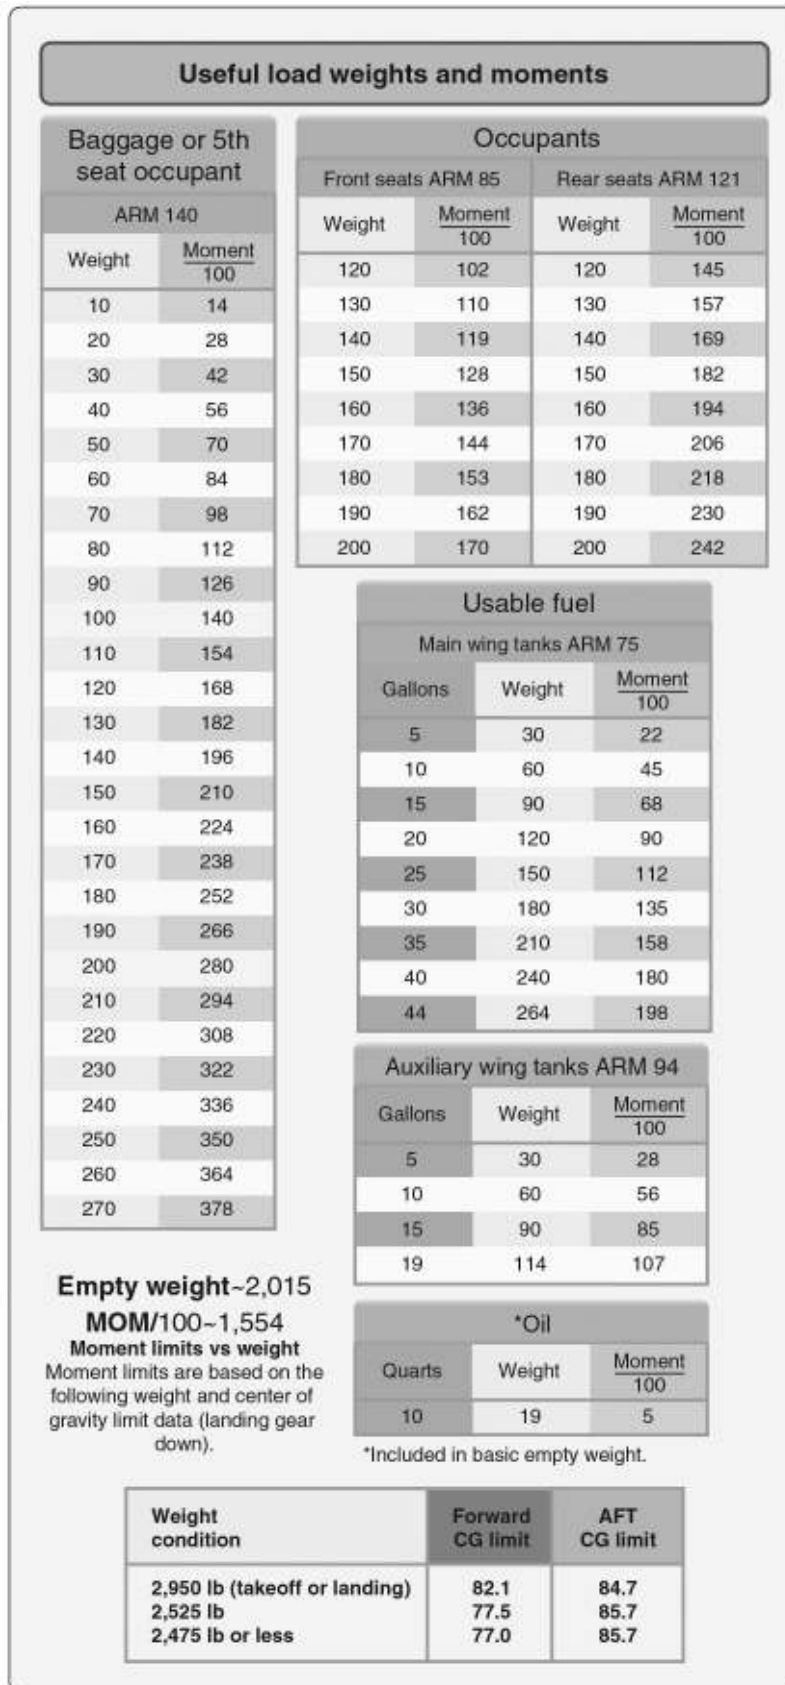 Useful load weights and moments
Baggage or 5th
seat occupant
ARM 140
Weight Moment
100
10 14
20 28
30 42
40 56
50 70
60 84
70 98
80 112
90 126
100 140
110 154
120 168
130 182
140 196
150 210
160 224
170 238
180 252
190 266
200 280
210 294
220 308
230 322
240 336
250 350
260 364
270 378
Occupants
Front seats ARM 85 Rear seats ARM 121
Weight Moment Weight Moment
100 100
120 102 120 145
130 110 130 157
140 119 140 169
150 128 150 182
160 136 160 194
170 144 170 206
180 153 180 218
190 162 190 230
200 170 200 242
Usable fuel
Main wing tanks ARM 75
Gallons Weight Moment
100
5 30 22
10 60 45
15 90 68
20 120 90
25 150 112
30 180 135
35 210 158
40 240 180
44 264 198
Auxiliary wing tanks ARM 94
Gallons Weight Moment
100
5 30 28
10 60 56
15 90 85
19 114 107
*Oil
Quarts Weight Moment
100
10 19 5
*Included in basic empty weight.
Empty weight~2,015
MOM/100~1,554
Moment limits vs weight
Moment limits are based on the
following weight and center of
gravity limit data (landing gear
down).
Weight Forward AFT
condition CG limit CG limit
2,950 lb (takeoff or landing) 82.1 84.7
2,525 lb 77.5 85.7
2,475 lb or less 77.0 85.7